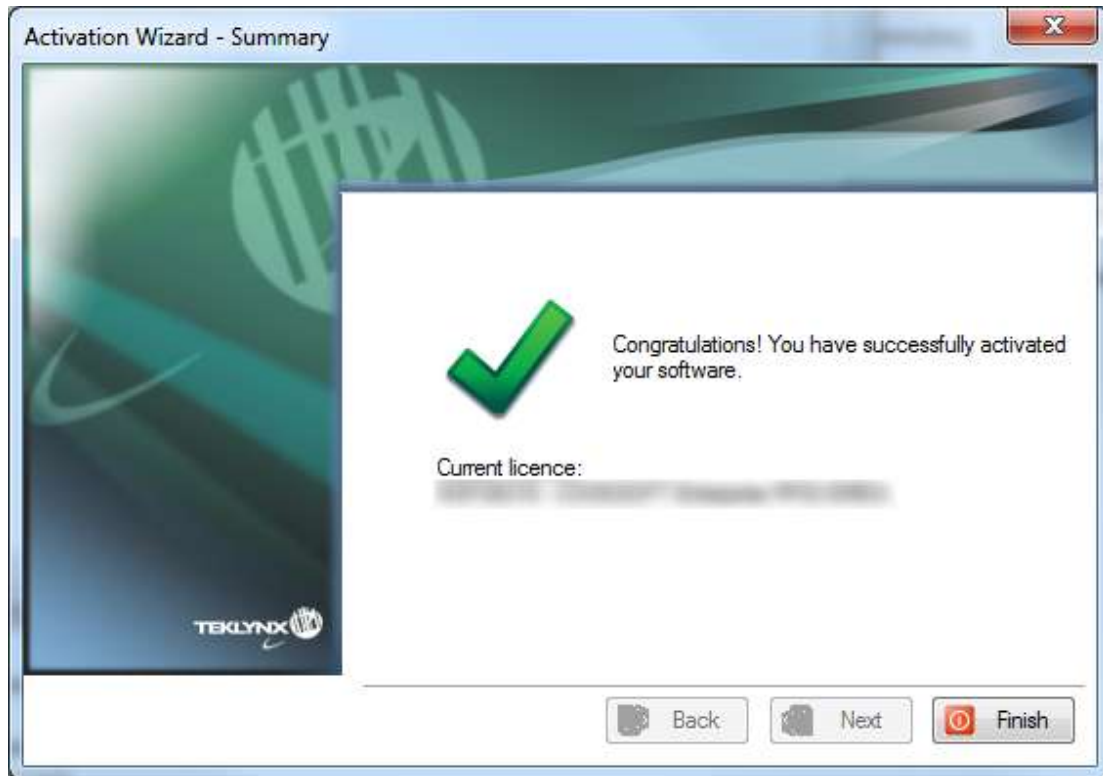 Activation Wizard - Summary
Congratulations! You have successfully activated
your software.
Current licence:
TEKLYNX
Back
Next
Finish